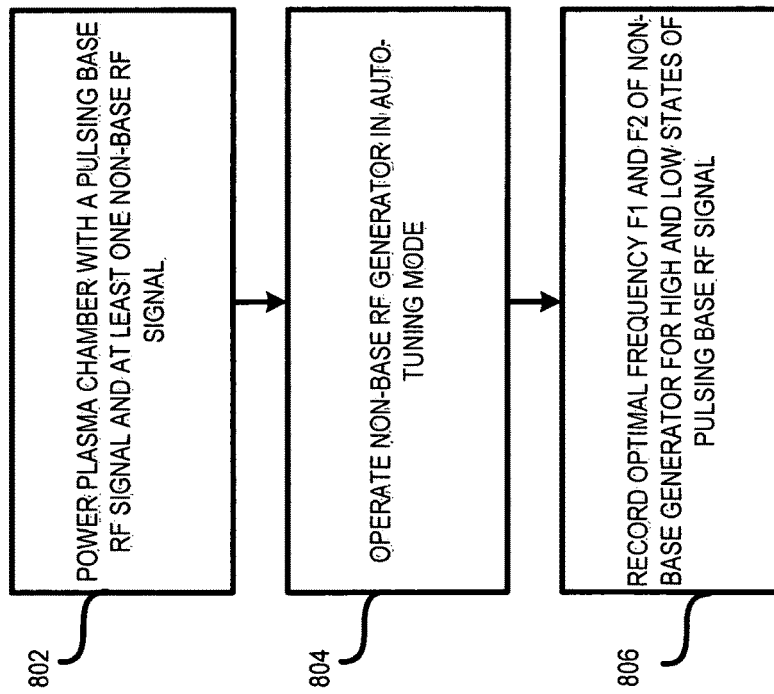 802
POWER PLASMA CHAMBER WITH A PULSING BASE
RF SIGNAL AND AT LEAST ONE NON-BASE RF
SIGNAL
804
OPERATE NON-BASE RF GENERATOR IN AUTO-
TUNING MODE
806
RECORD OPTIMAL FREQUENCY F1 AND F2 OF NON-
BASE GENERATOR FOR HIGH AND LOW STATES OF
PULSING BASE RF SIGNAL